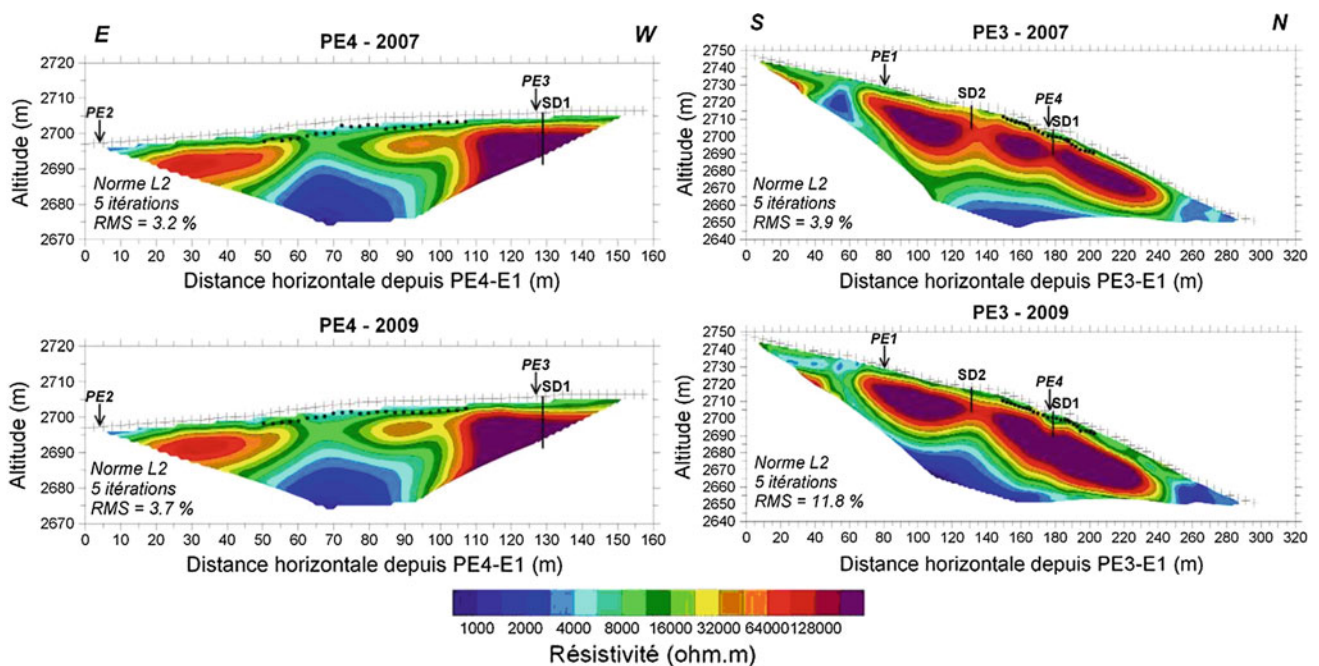 E
PE4 - 2007
W
2720
2710
2700
2690
2680
2670
Altitude (m)
PE2
PE3
SD1
Norme L2
5 itérations
RMS = 3.2 %
0 10 20 30 40 50 60 70 80 90 100 110 120 130 140 150 160
Distance horizontale depuis PE4-E1 (m)
S
PE3 - 2007
N
2750
2740
2730
2720
2710
2700
2690
2680
2670
2660
2650
2640
Altitude (m)
PE1
SD2
PE4
SD1
Norme L2
5 itérations
RMS = 3.9 %
0 20 40 60 80 100 120 140 160 180 200 220 240 260 280 300 320
Distance horizontale depuis PE3-E1 (m)
PE4 - 2009
2720
2710
2700
2690
2680
2670
Altitude (m)
PE2
PE3
SD1
Norme L2
5 itérations
RMS = 3.7 %
0 10 20 30 40 50 60 70 80 90 100 110 120 130 140 150 160
Distance horizontale depuis PE4-E1 (m)
PE3 - 2009
2750
2740
2730
2720
2710
2700
2690
2680
2670
2660
2650
2640
Altitude (m)
PE1
SD2
PE4
SD1
Norme L2
5 itérations
RMS = 11.8 %
0 20 40 60 80 100 120 140 160 180 200 220 240 260 280 300 320
Distance horizontale depuis PE3-E1 (m)
1000 2000 4000 8000 16000 32000 64000 128000
Résistivité (ohm.m)